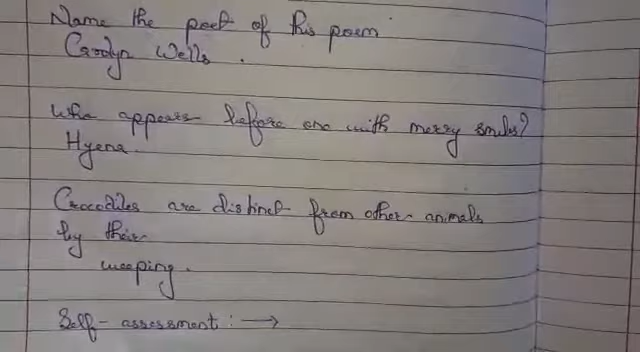 Name the poet of this poem
Carolyn Wells.
Who appears before one with merry smiles?
Hyena.
Crocodiles are distinct from other animals
by their
weeping.
Self-assessment: →